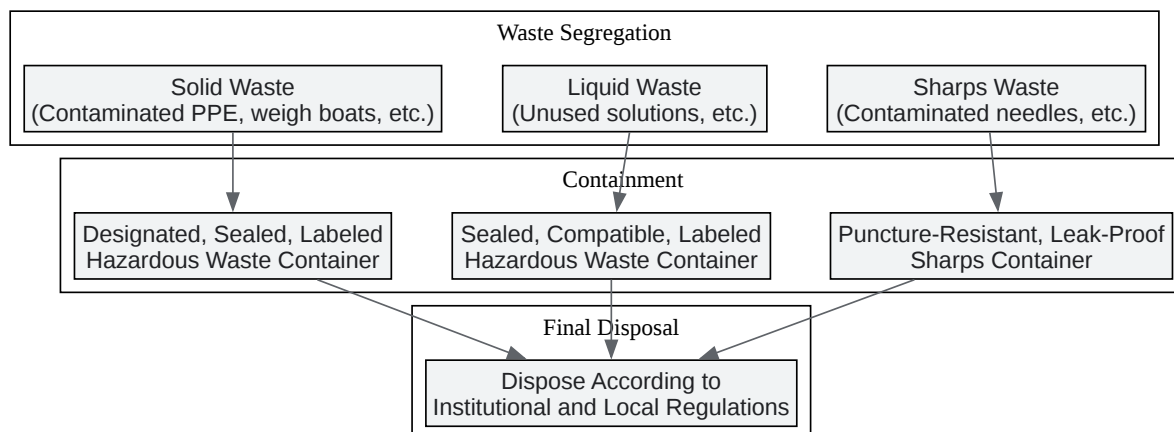 Waste Segregation
Solid Waste
(Contaminated PPE, weigh boats, etc.)
Liquid Waste
(Unused solutions, etc.)
Sharps Waste
(Contaminated needles, etc.)
Containment
Designated, Sealed, Labeled
Hazardous Waste Container
Sealed, Compatible, Labeled
Hazardous Waste Container
Puncture-Resistant, Leak-Proof
Sharps Container
Final Disposal
Dispose According to
Institutional and Local Regulations